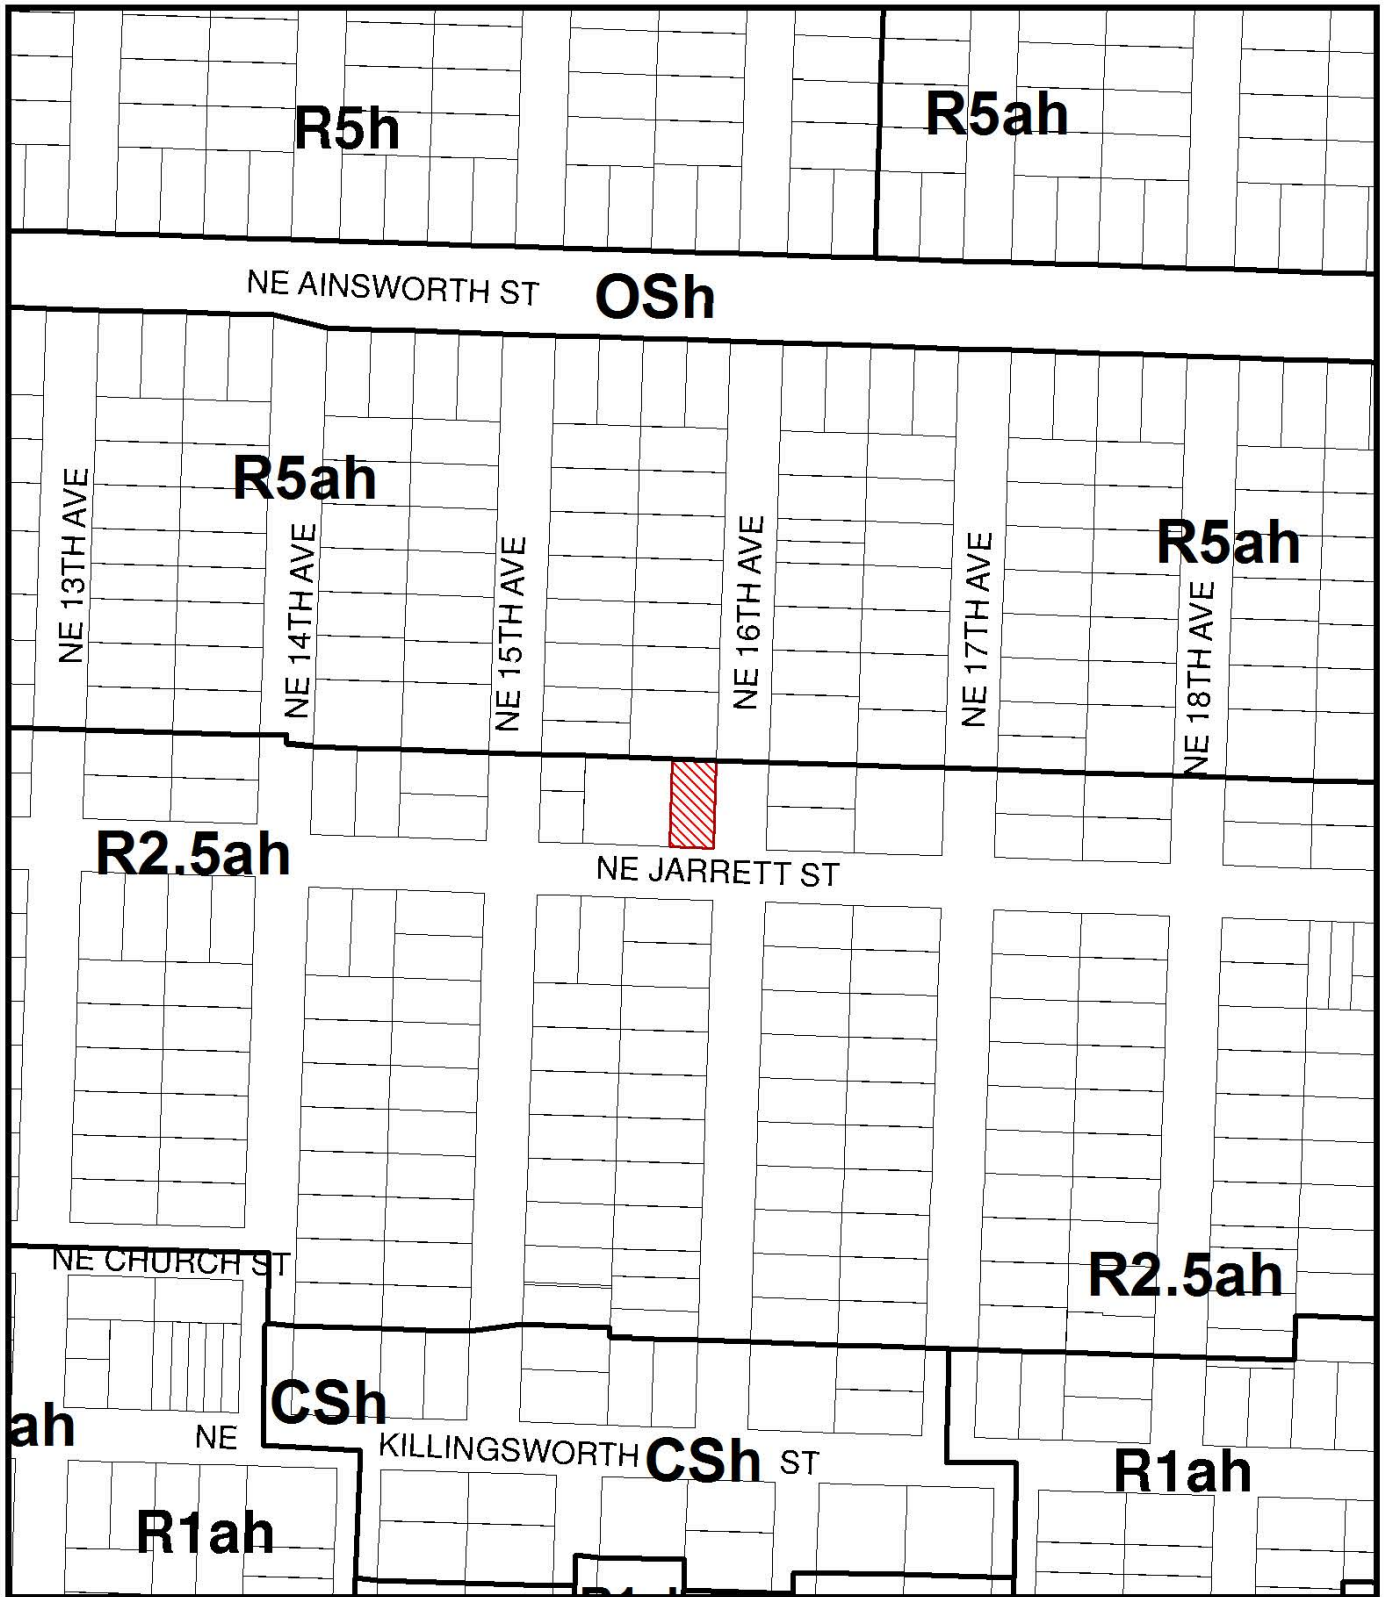 R5h
R5ah
NE AINSWORTH ST
OSh
R5ah
R5ah
NE 13TH AVE
NE 14TH AVE
NE 15TH AVE
NE 16TH AVE
NE 17TH AVE
NE 18TH AVE
R2.5ah
NE JARRETT ST
NE CHURCH ST
R2.5ah
CSh
ah
NE KILLINGSWORTH ST
CSh
R1ah
R1ah